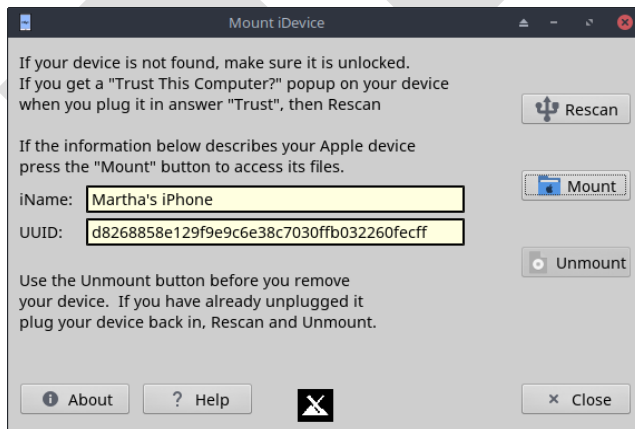 Mount iDevice
If your device is not found, make sure it is unlocked.
If you get a "Trust This Computer?" popup on your device
when you plug it in answer "Trust", then Rescan
Rescan
If the information below describes your Apple device
press the "Mount" button to access its files.
Mount
iName: Martha's iPhone
UUID: d8268858e129f9e9c6e38c7030ffb032260fecff
Unmount
Use the Unmount button before you remove
your device. If you have already unplugged it
plug your device back in, Rescan and Unmount.
About
Help
Close